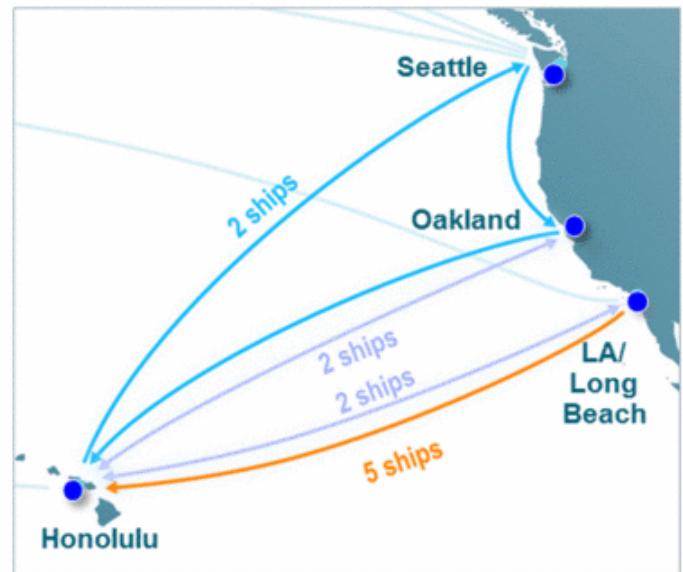 Seattle
2 ships
Oakland
2 ships
2 ships
LA/
Long
Beach
5 ships
Honolulu